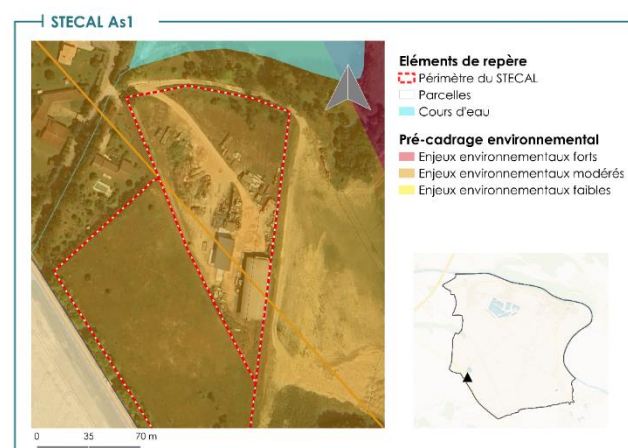 STECAL As1
Eléments de repère
Périmètre du STECAL
Parcelles
Cours d'eau
Pré-cadrage environnemental
Enjeux environnementaux forts
Enjeux environnementaux modérés
Enjeux environnementaux faibles
0 35 70 m